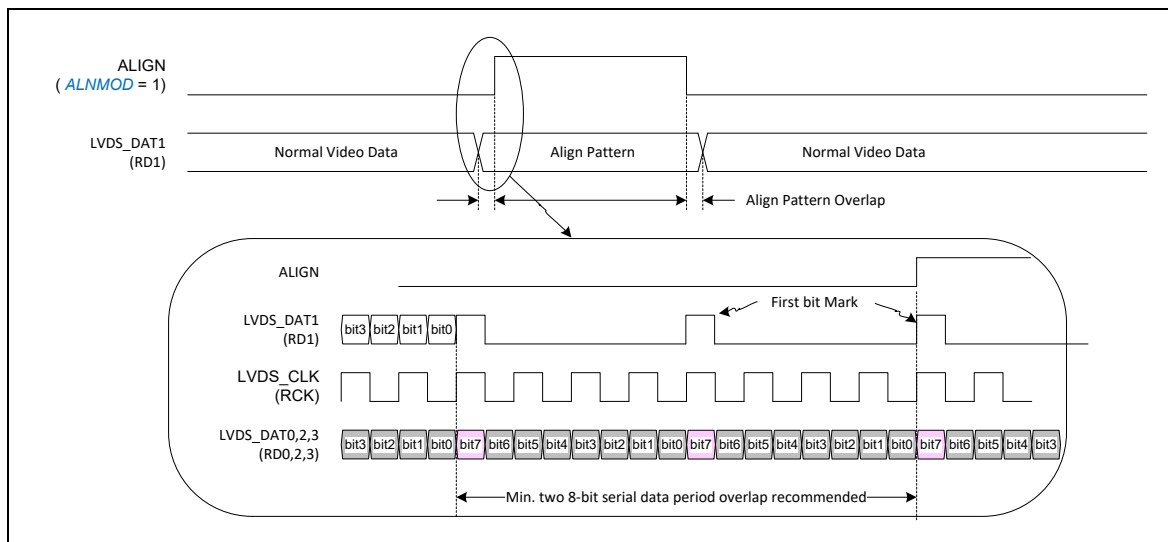 ALIGN
( ALNMOD = 1)
LVDS_DAT1
(RD1)
Normal Video Data
Align Pattern
Normal Video Data
Align Pattern Overlap
ALIGN
First bit Mark
LVDS_DAT1
(RD1)
bit3 bit2 bit1 bit0
LVDS_CLK
(RCK)
LVDS_DAT0,2,3
(RD0,2,3)
bit3 bit2 bit1 bit0 bit7 bit6 bit5 bit4 bit3 bit2 bit1 bit0 bit7 bit6 bit5 bit4 bit3 bit2 bit1 bit0 bit7 bit6 bit5 bit4 bit3
Min. two 8-bit serial data period overlap recommended